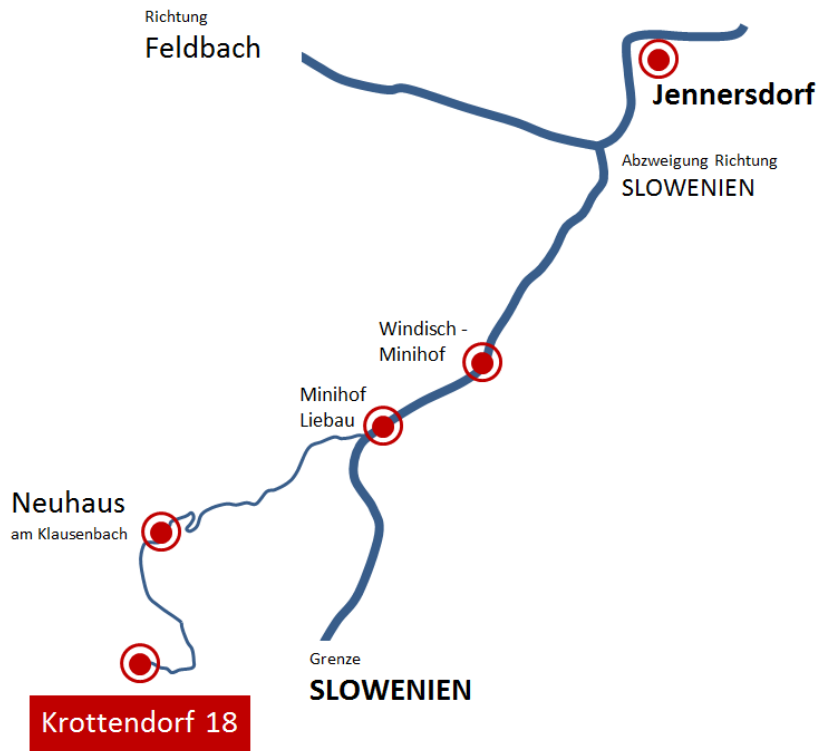 Richtung
Feldbach
Jennersdorf
Abzweigung Richtung
SLOWENIEN
Windisch -
Minihof
Minihof
Liebau
Neuhaus
am Klausenbach
Grenze
SLOWENIEN
Krottendorf 18